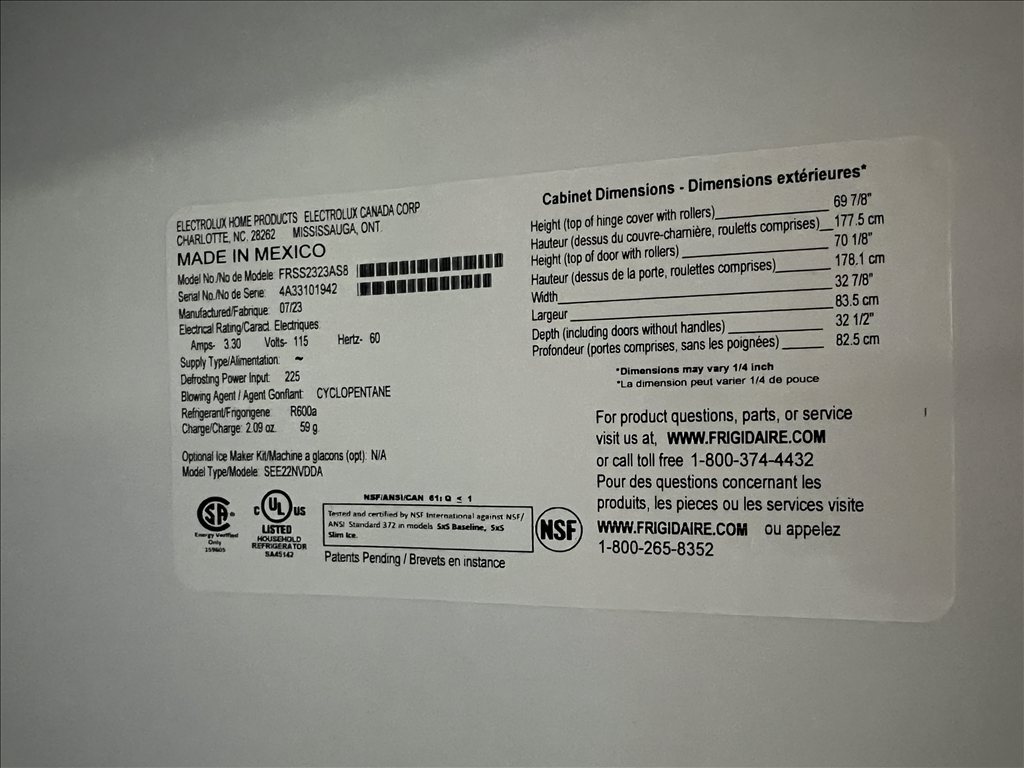 ELECTROLUX HOME PRODUCTS ELECTROLUX CANADA CORP
CHARLOTTE, NC. 28262 MISSISSAUGA, ONT.
MADE IN MEXICO
Model No./No de Modele: FRSS2323AS8
Serial No./No de Serie: 4A33101942
Manufactured/Fabrique: 07/23
Electrical Rating/Caract. Electriques:
Amps- 3.30 Volts- 115 Hertz- 60
Supply Type/Alimentation: ~
Defrosting Power Input: 225
Blowing Agent / Agent Gonflant: CYCLOPENTANE
Refrigerant/Frigorigene: R600a
Charge/Charge: 2.09 oz. 59 g
Optional Ice Maker Kit/Machine a glacons (opt): N/A
Model Type/Modele: SEE22NVDDA
SA
Energy Verified
Only
159605
c UL US
LISTED
HOUSEHOLD
REFRIGERATOR
SA45142
NSF/ANSI/CAN 61: Q ≤ 1
Tested and certified by NSF International against NSF/
ANSI Standard 372 in models 5x5 Baseline, 5x5
Slim Ice.
Patents Pending / Brevets en instance
NSF
Cabinet Dimensions - Dimensions extérieures*
Height (top of hinge cover with rollers) 69 7/8"
Hauteur (dessus du couvre-charnière, rouletts comprises) 177.5 cm
Height (top of door with rollers) 70 1/8"
Hauteur (dessus de la porte, roulettes comprises) 178.1 cm
Width 32 7/8"
Largeur 83.5 cm
Depth (including doors without handles) 32 1/2"
Profondeur (portes comprises, sans les poignées) 82.5 cm
*Dimensions may vary 1/4 inch
*La dimension peut varier 1/4 de pouce
For product questions, parts, or service
visit us at, WWW.FRIGIDAIRE.COM
or call toll free 1-800-374-4432
Pour des questions concernant les
produits, les pieces ou les services visite
WWW.FRIGIDAIRE.COM ou appelez
1-800-265-8352